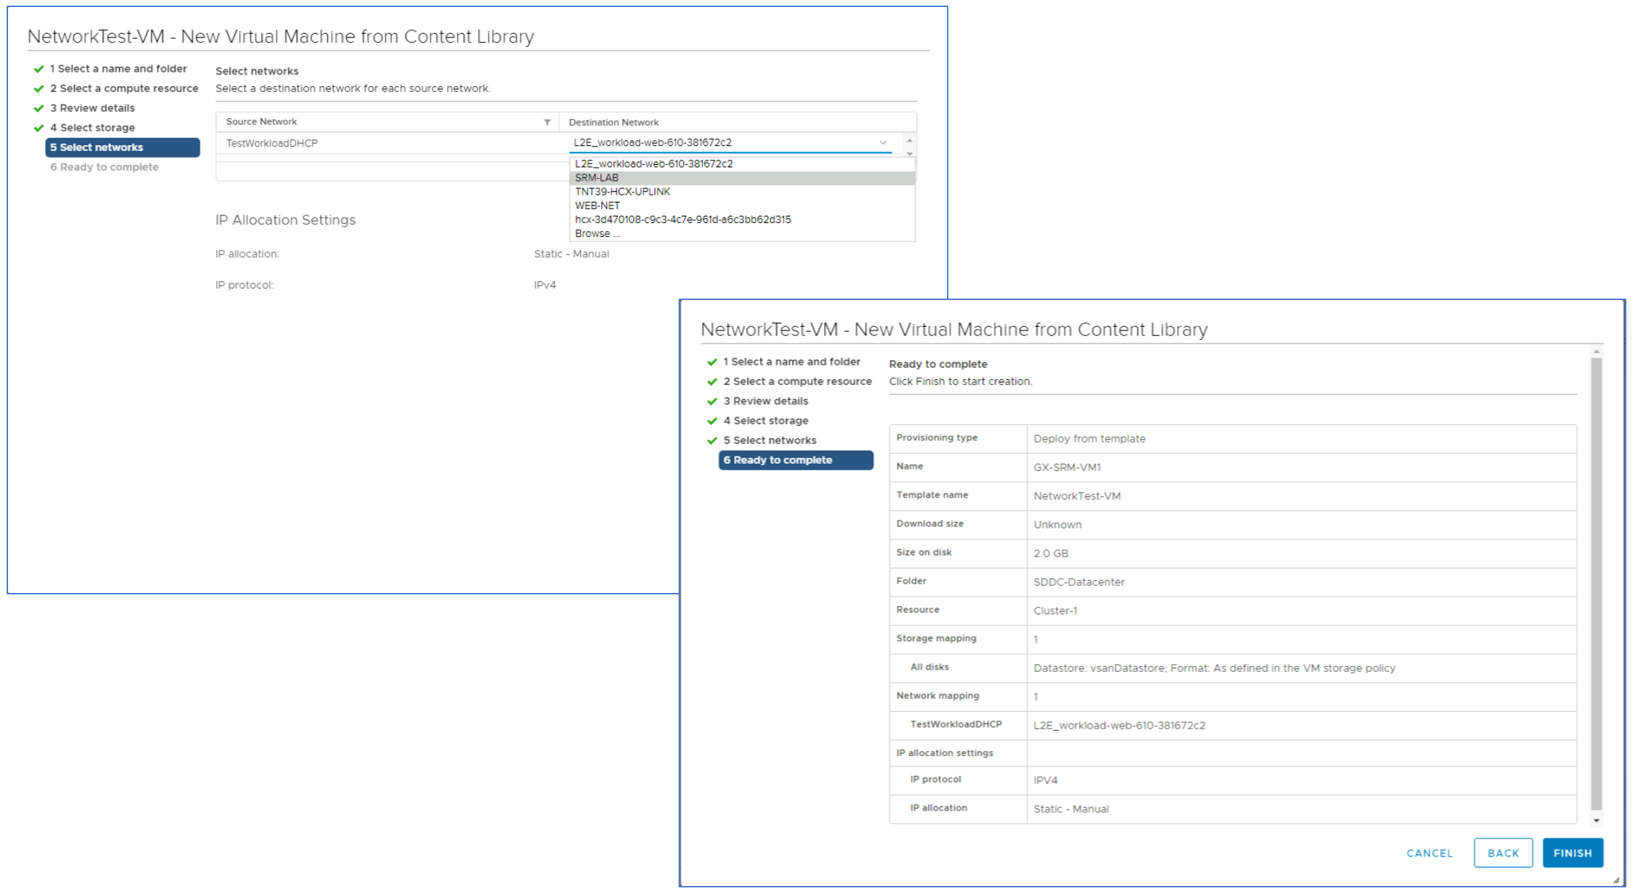 NetworkTest-VM - New Virtual Machine from Content Library
1 Select a name and folder
2 Select a compute resource
3 Review details
4 Select storage
5 Select networks
6 Ready to complete
Select networks
Select a destination network for each source network.
Source Network
Destination Network
TestWorkloadDHCP
L2E_workload-web-610-381672c2
L2E_workload-web-610-381672c2
SRM-LAB
TNT39-HCX-UPLINK
WEB-NET
hcx-3d470108-c9c3-4c7e-961d-a6c3bb62d315
Browse ...
IP Allocation Settings
IP allocation: Static - Manual
IP protocol: IPv4
NetworkTest-VM - New Virtual Machine from Content Library
1 Select a name and folder
2 Select a compute resource
3 Review details
4 Select storage
5 Select networks
6 Ready to complete
Ready to complete
Click Finish to start creation.
Provisioning type Deploy from template
Name GX-SRM-VM1
Template name NetworkTest-VM
Download size Unknown
Size on disk 2.0 GB
Folder SDDC-Datacenter
Resource Cluster-1
Storage mapping 1
All disks Datastore: vsanDatastore; Format: As defined in the VM storage policy
Network mapping 1
TestWorkloadDHCP L2E_workload-web-610-381672c2
IP allocation settings
IP protocol IPV4
IP allocation Static - Manual
CANCEL BACK FINISH